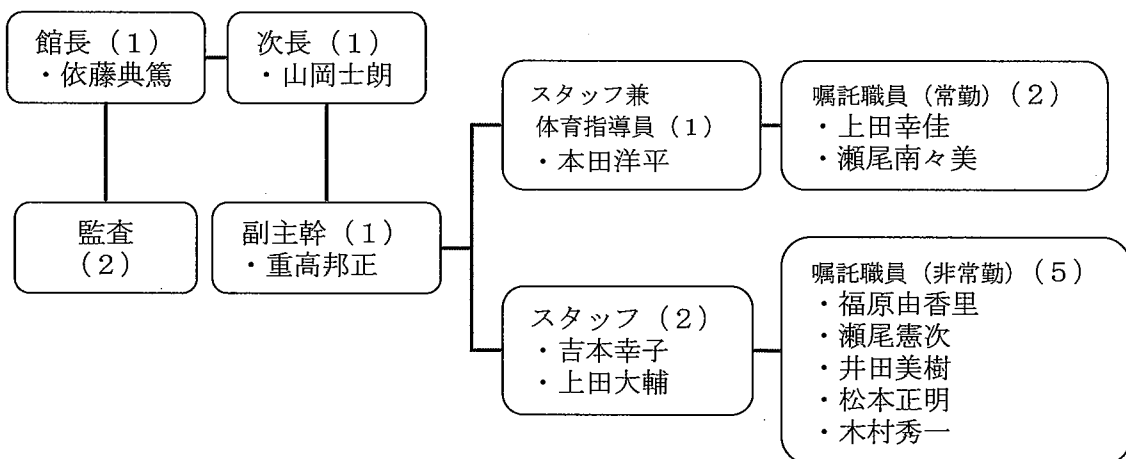 館長（１）
・依藤典篤
次長（１）
・山岡士朗
監査
（２）
副主幹（１）
・重高邦正
スタッフ兼
体育指導員（１）
・本田洋平
嘱託職員（常勤）（２）
・上田幸佳
・瀬尾南々美
スタッフ（２）
・吉本幸子
・上田大輔
嘱託職員（非常勤）（５）
・福原由香里
・瀬尾憲次
・井田美樹
・松本正明
・木村秀一